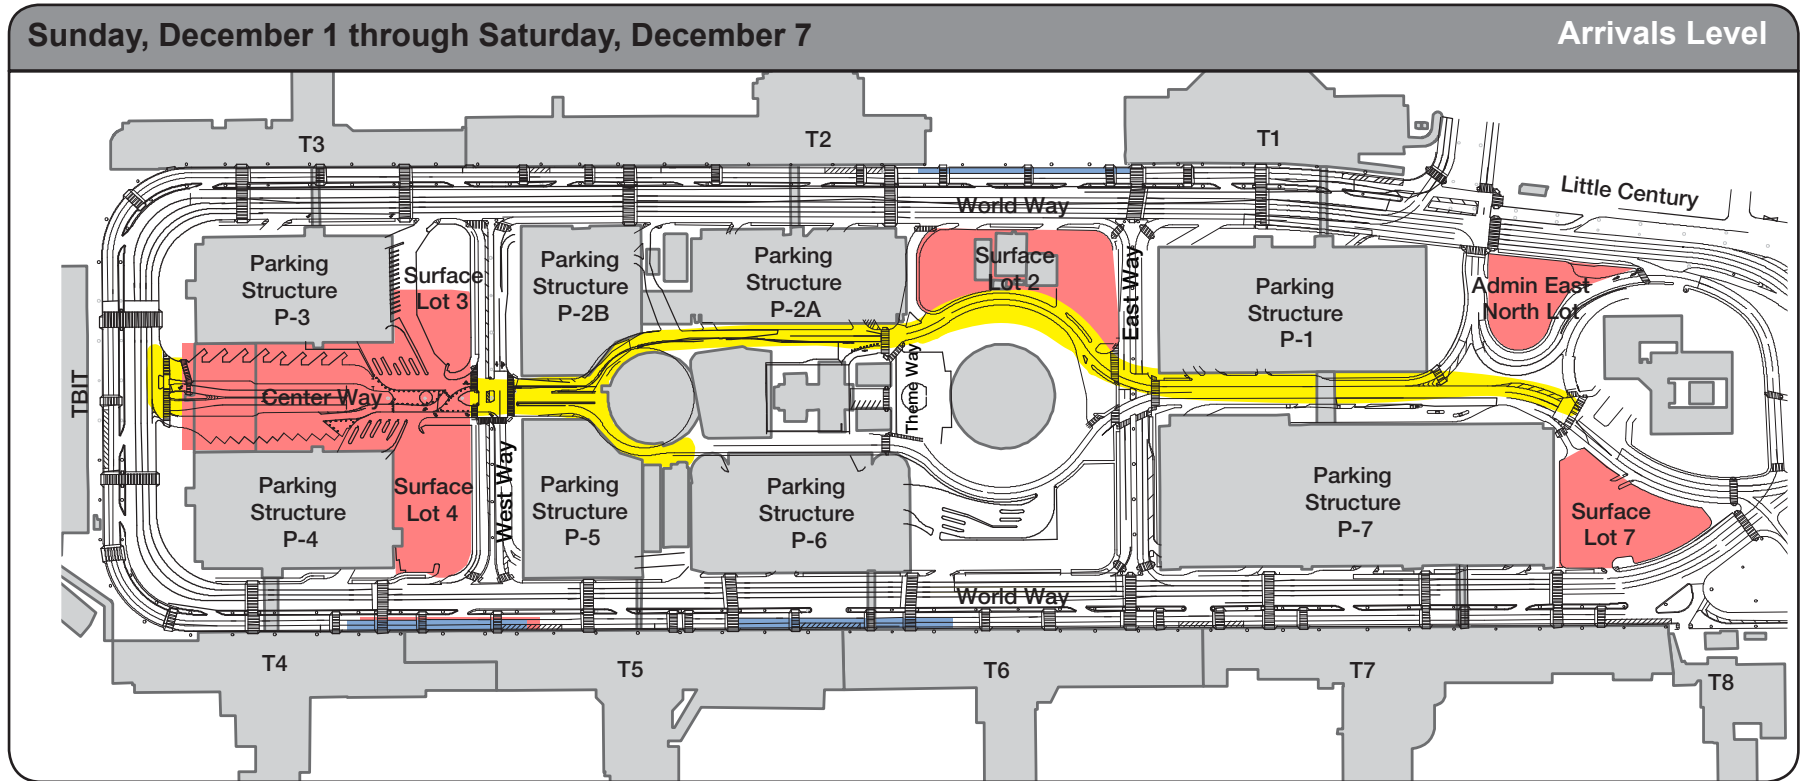 Sunday, December 1 through Saturday, December 7
Arrivals Level
T3
T2
T1
Little Century
World Way
Parking
Structure
P-3
Surface
Lot 3
Parking
Structure
P-2B
Parking
Structure
P-2A
Surface
Lot 2
East Way
Parking
Structure
P-1
Admin East
North Lot
TBIT
Center Way
Theme Way
Parking
Structure
P-4
Surface
Lot 4
West Way
Parking
Structure
P-5
Parking
Structure
P-6
Parking
Structure
P-7
Surface
Lot 7
World Way
T4
T5
T6
T7
T8